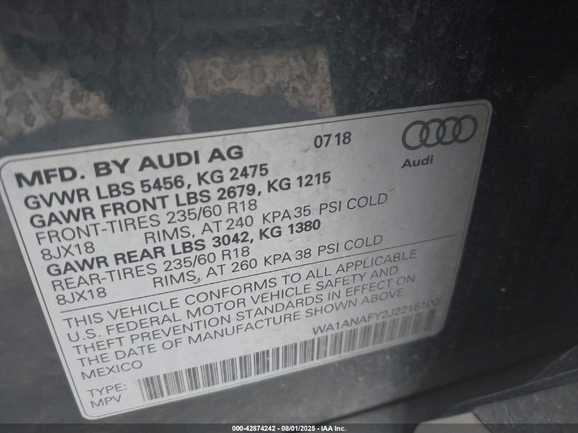 MFD. BY AUDI AG 0718
Audi
GVWR LBS 5456, KG 2475
GAWR FRONT LBS 2679, KG 1215
FRONT-TIRES 235/60 R18
8JX18 RIMS, AT 240 KPA 35 PSI COLD
GAWR REAR LBS 3042, KG 1380
REAR-TIRES 235/60 R18
8JX18 RIMS, AT 260 KPA 38 PSI COLD
THIS VEHICLE CONFORMS TO ALL APPLICABLE
U.S. FEDERAL MOTOR VEHICLE SAFETY AND
THEFT PREVENTION STANDARDS IN EFFECT ON
THE DATE OF MANUFACTURE SHOWN ABOVE.
MEXICO
TYPE:
MPV
000-42874242 - 08/01/2025 - IAA Inc.